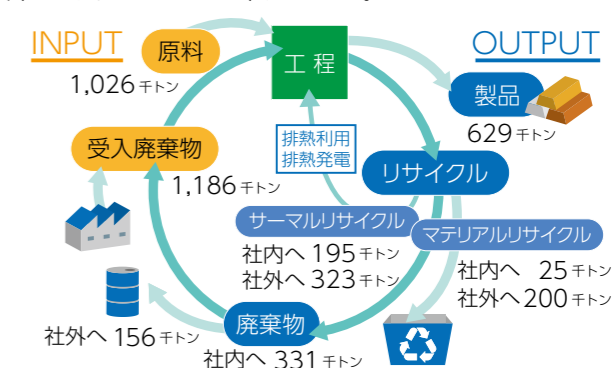 INPUT
原料
1,026 千トン
工程
OUTPUT
製品
629 千トン
受入廃棄物
1,186 千トン
排熱利用
排熱発電
リサイクル
サーマルリサイクル
社内へ 195 千トン
社外へ 323 千トン
マテリアルリサイクル
社内へ 25 千トン
社外へ 200 千トン
廃棄物
社外へ 156 千トン
社内へ 331 千トン